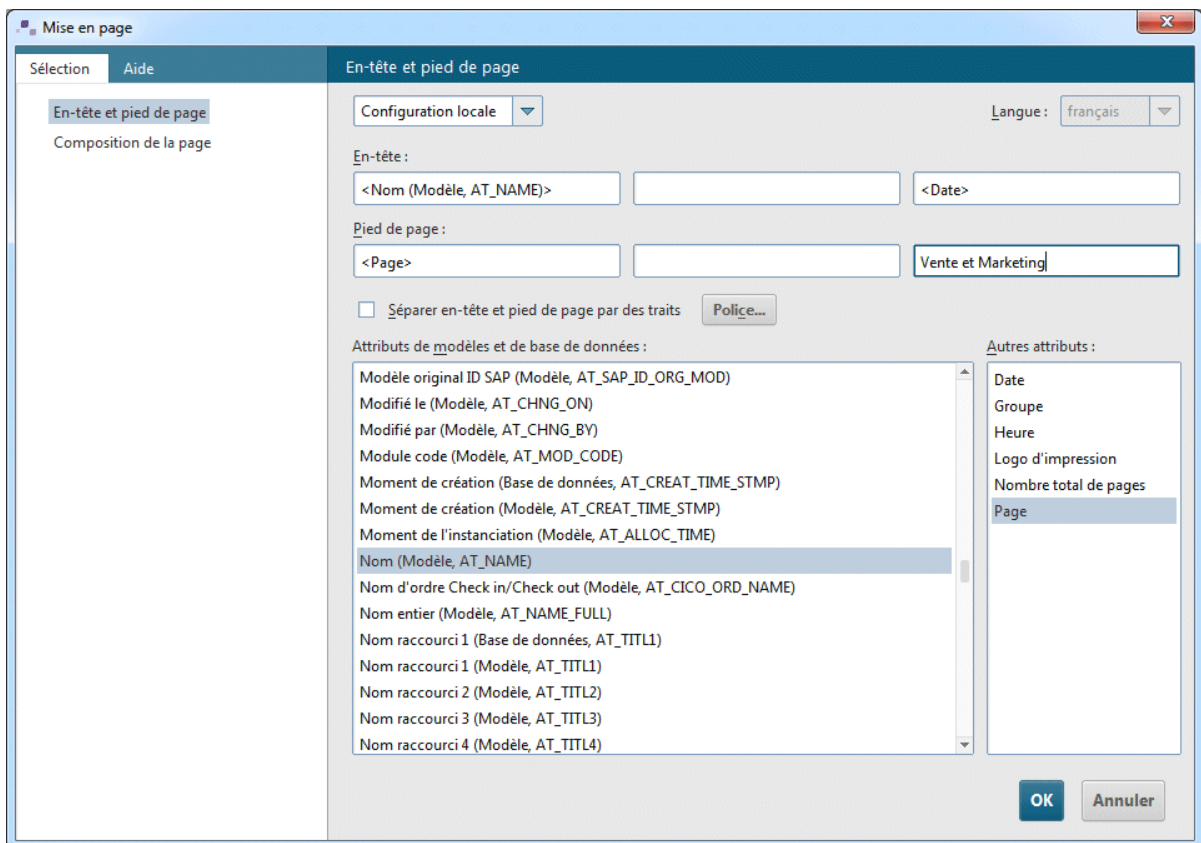 Mise en page
Sélection Aide
En-tête et pied de page
En-tête et pied de page
Composition de la page
Configuration locale
Langue : français
En-tête :
<Nom (Modèle, AT_NAME)> <Date>
Pied de page :
<Page> Vente et Marketing
Séparer en-tête et pied de page par des traits Police...
Attributs de modèles et de base de données :
Modèle original ID SAP (Modèle, AT_SAP_ID_ORG_MOD)
Modifié le (Modèle, AT_CHNG_ON)
Modifié par (Modèle, AT_CHNG_BY)
Module code (Modèle, AT_MOD_CODE)
Moment de création (Base de données, AT_CREAT_TIME_STMP)
Moment de création (Modèle, AT_CREAT_TIME_STMP)
Moment de l'instanciation (Modèle, AT_ALLOC_TIME)
Nom (Modèle, AT_NAME)
Nom d'ordre Check in/Check out (Modèle, AT_CICO_ORD_NAME)
Nom entier (Modèle, AT_NAME_FULL)
Nom raccourci 1 (Base de données, AT_TITL1)
Nom raccourci 1 (Modèle, AT_TITL1)
Nom raccourci 2 (Modèle, AT_TITL2)
Nom raccourci 3 (Modèle, AT_TITL3)
Nom raccourci 4 (Modèle, AT_TITL4)
Autres attributs :
Date
Groupe
Heure
Logo d'impression
Nombre total de pages
Page
OK Annuler